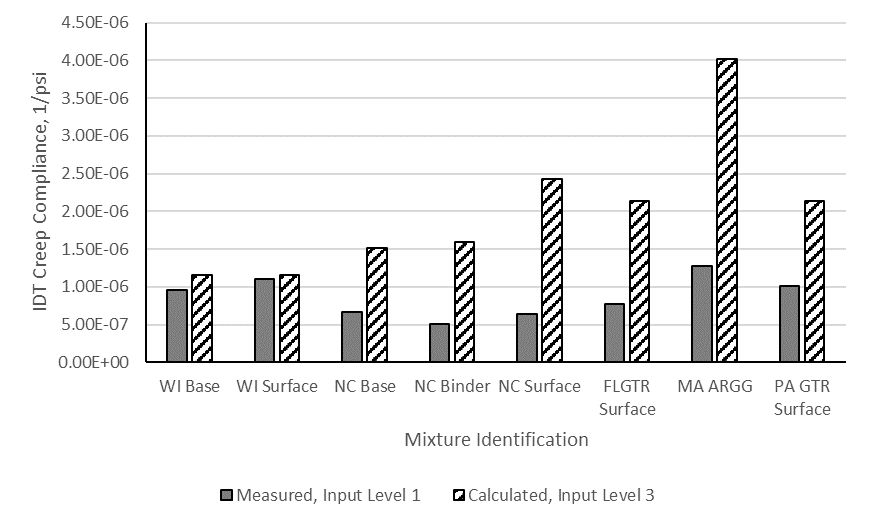 4.50E-06
4.00E-06
3.50E-06
3.00E-06
2.50E-06
2.00E-06
1.50E-06
1.00E-06
5.00E-07
0.00E+00
IDT Creep Compliance, 1/psi
WI Base
WI Surface
NC Base
NC Binder
NC Surface
FLGTR
Surface
MA ARGG
PA GTR
Surface
Mixture Identification
Measured, Input Level 1
Calculated, Input Level 3